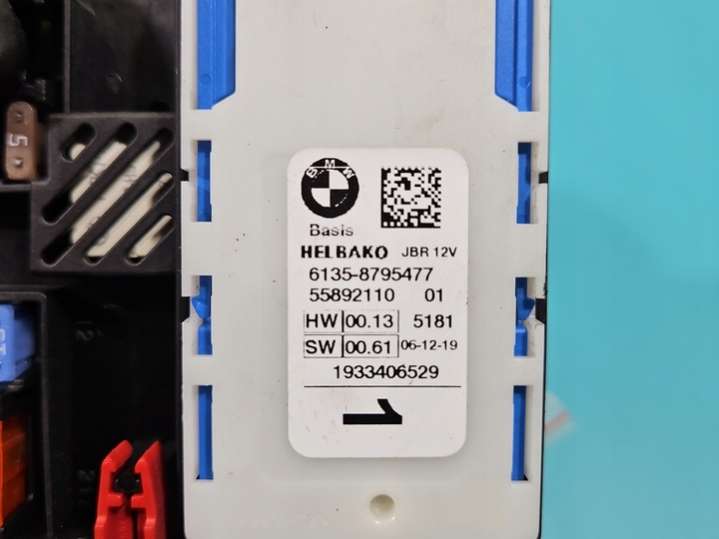 BMW
Basis
HELBAKO JBR 12V
6135-8795477
55892110 01
HW 00.13 5181
SW 00.61 06-12-19
1933406529
1
5